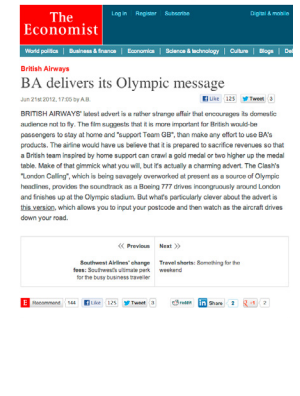 The
Economist
Log in Register Subscribe
Digital & mobile
World politics | Business & finance | Economics | Science & technology | Culture | Blogs |
British Airways
BA delivers its Olympic message
Jun 21st 2012, 17:05 by A.B.
Like 125 Tweet 3
BRITISH AIRWAYS' latest advert is a rather strange affair that encourages its domestic
audience not to fly. The film suggests that it is more important for British would-be
passengers to stay at home and "support Team GB", than make any effort to use BA's
products. The airline would have us believe that it is prepared to sacrifice revenues so that
a British team inspired by home support can crawl a gold medal or two higher up the medal
table. Make of that gimmick what you will, but it's actually a charming advert. The Clash's
"London Calling", which is being savagely overworked at present as a source of Olympic
headlines, provides the soundtrack as a Boeing 777 drives incongruously around London
and finishes up at the Olympic stadium. But what's particularly clever about the advert is
this version, which allows you to input your postcode and then watch as the aircraft drives
down your road.
<< Previous Next >>
Southwest Airlines' change Travel shorts: Something for the
fees: Southwest's ultimate perk weekend
for the busy business traveller
E Recommend 144 Like 125 Tweet 3 reddit in Share 2 +1 2